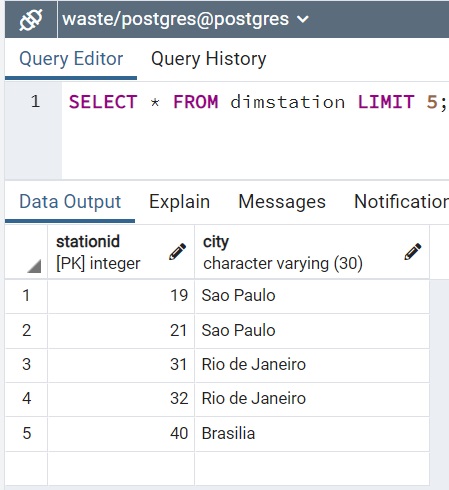 waste/postgres@postgres
Query Editor Query History
1 SELECT * FROM dimstation LIMIT 5;
Data Output Explain Messages Notification
stationid city
[PK] integer character varying (30)
1 19 Sao Paulo
2 21 Sao Paulo
3 31 Rio de Janeiro
4 32 Rio de Janeiro
5 40 Brasilia